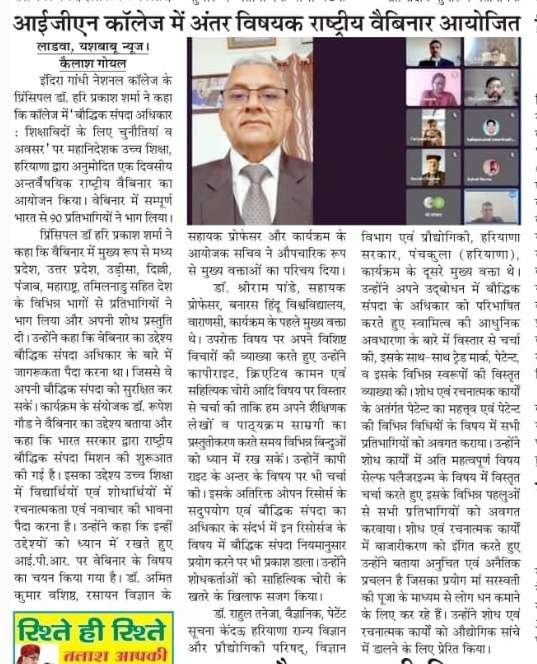 आईजीएन कॉलेज में अंतर विषयक राष्ट्रीय वैबिनार आयोजित
लाडवा, यशबाबू न्यूज।
कैलाश गोयल
इंदिरा गांधी नेशनल कॉलेज के
प्रिंसिपल डॉ. हरि प्रकाश शर्मा ने कहा
कि कॉलेज में 'बौद्धिक संपदा अधिकार
: शिक्षाविदों के लिए चुनौतियां व
अवसर' पर महानिदेशक उच्च शिक्षा,
हरियाणा द्वारा अनुमोदित एक दिवसीय
अन्तर्वैषयिक राष्ट्रीय वैबिनार का
आयोजन किया। वेबिनार में सम्पूर्ण
भारत से 90 प्रतिभागियों ने भाग लिया।
प्रिंसिपल डॉ हरि प्रकाश शर्मा ने
कहा कि वैबिनार में मुख्य रूप से मध्य
प्रदेश, उत्तर प्रदेश, उड़ीसा, दिल्ली,
पंजाब, महाराष्ट्र, तमिलनाडु सहित देश
के विभिन्न भागों से प्रतिभागियों ने
भाग लिया और अपनी शोध प्रस्तुति
दी। उन्होंने कहा कि वेबिनार का उद्देश्य
बौद्धिक संपदा अधिकार के बारे में
जागरूकता पैदा करना था। जिससे वे
अपनी बौद्धिक संपदा को सुरक्षित कर
सकें। कार्यक्रम के संयोजक डॉ. रूपेश
गौड ने वैबिनार का उद्देश्य बताया और
कहा कि भारत सरकार द्वारा राष्ट्रीय
बौद्धिक संपदा मिशन की शुरूआत
की गई है। इसका उद्देश्य उच्च शिक्षा
में विद्यार्थियों एवं शोधार्थियों में
रचनात्मकता एवं नवाचार की भावना
पैदा करना है। उन्होंने कहा कि इन्हीं
उद्देश्यों को ध्यान में रखते हुए
आई.पी.आर. पर वेबिनार के विषय
का चयन किया गया है। डॉ. अमित
कुमार वशिष्ठ, रसायन विज्ञान के
सहायक प्रोफेसर और कार्यक्रम के
आयोजक सचिव ने औपचारिक रूप
से मुख्य वक्ताओं का परिचय दिया।
डॉ. श्रीराम पांडे, सहायक
प्रोफेसर, बनारस हिंदू विश्वविद्यालय,
वाराणसी, कार्यक्रम के पहले मुख्य वक्ता
थे। उपरोक्त विषय पर अपने विशिष्ट
विचारों की व्याख्या करते हुए उन्होंने
कापीराइट, क्रिएटिव कामन एवं
सहित्यिक चोरी आदि विषय पर विस्तार
से चर्चा की ताकि हम अपने शैक्षणिक
लेखों व पाठ्यक्रम सामग्री का
प्रस्तुतीकरण करते समय विभिन्न बिन्दुओं
को ध्यान में रख सकें। उन्होनें कापी
राइट के अन्तर के विषय पर भी चर्चा
की। इसके अतिरिक्त ओपन रिसोर्स के
सदुपयोग एवं बौद्धिक संपदा का
अधिकार के संदर्भ में इन रिसोर्सज के
विषय में बौद्धिक संपदा नियमानुसार
प्रयोग करने पर भी प्रकाश डाला। उन्होंने
शोधकर्ताओं को साहित्यिक चोरी के
खतरे के खिलाफ सजग किया।
डॉ. राहुल तनेजा, वैज्ञानिक, पेटेंट
सूचना केंदऊ हरियाणा राज्य विज्ञान
और प्रौद्योगिकी परिषद्, विज्ञान
विभाग एवं प्रौद्योगिकी, हरियाणा
सरकार, पंचकुला (हरियाणा),
कार्यक्रम के दूसरे मुख्य वक्ता थे।
उन्होंने अपने उद्बोधन में बौद्धिक
संपदा के अधिकार को परिभाषित
करते हुए स्वामित्व की आधुनिक
अवधारणा के बारे में विस्तार से चर्चा
की, इसके साथ-साथ ट्रेड मार्क, पेटेन्ट,
व इसके विभिन्न स्वरूपों की विस्तृत
व्याख्या की। शोध एवं रचनात्मक कार्यों
के अतंर्गत पेटेन्ट का महत्तव एवं पेटेन्ट
की विभिन्न विधियों के विषय में सभी
प्रतिभागियों को अवगत कराया। उन्होंने
शोध कार्यों में अति महत्वपूर्ण विषय
सेल्फ प्लैजरइज्म के विषय में विस्तृत
चर्चा करते हुए इसके विभिन्न पहलुओं
से सभी प्रतिभागियों को अवगत
करवाया। शोध एवं रचनात्मक कार्यों
में बाजारीकरण को इंगित करते हुए
उन्होंने बताया अनुचित एवं अनैतिक
प्रचलन है जिसका प्रयोग मां सरस्वती
की पूजा के माध्यम से लोग धन कमाने
के लिए कर रहे हैं। उन्होंने शोध एवं
रचनात्मक कार्यों को औद्योगिक सांचे
में डालने के लिए प्रेरित किया।
रिश्ते ही रिश्ते
तलाश आपकी